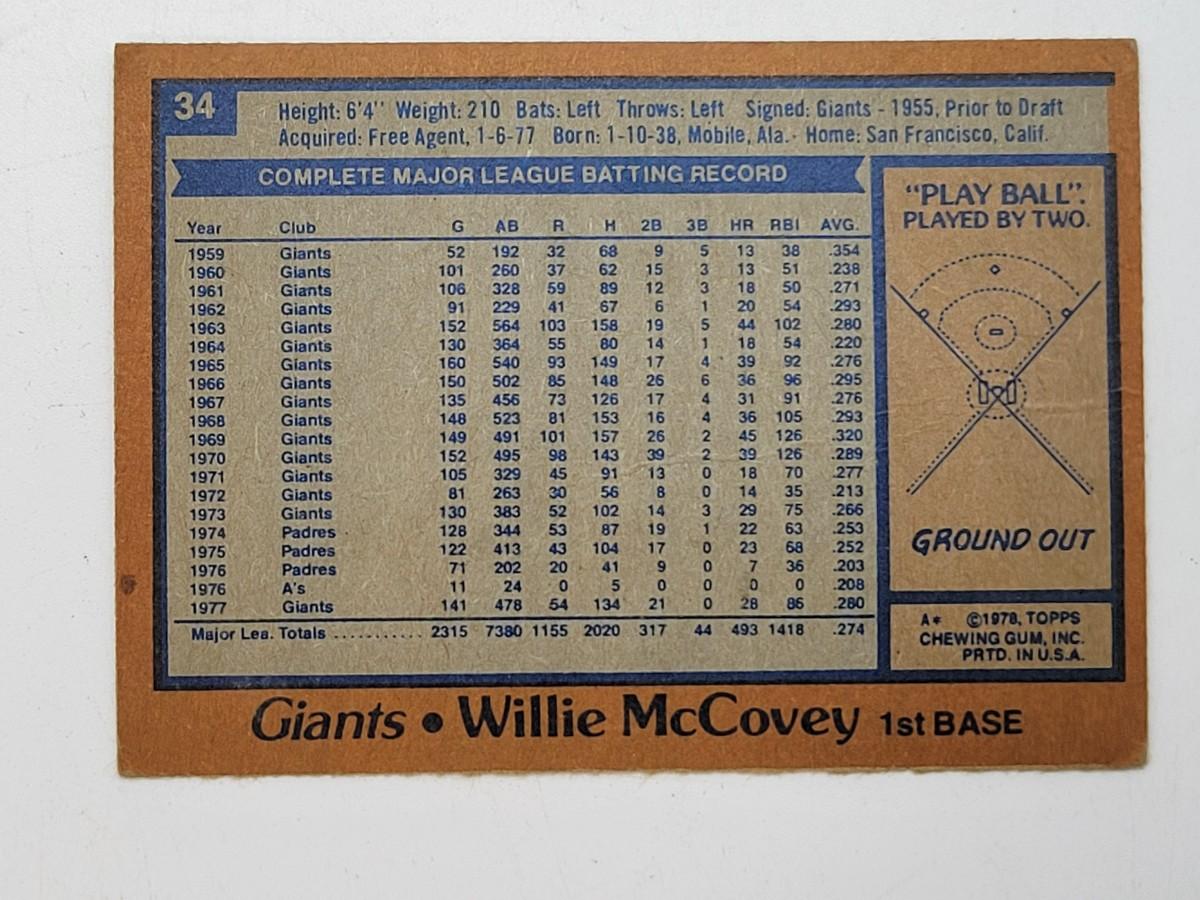 34
Height: 6'4" Weight: 210 Bats: Left Throws: Left Signed: Giants - 1955, Prior to Draft
Acquired: Free Agent, 1-6-77 Born: 1-10-38, Mobile, Ala. · Home: San Francisco, Calif.
COMPLETE MAJOR LEAGUE BATTING RECORD
Year Club G AB R H 2B 3B HR RBI AVG.
1959 Giants 52 192 32 68 9 5 13 38 .354
1960 Giants 101 260 37 62 15 3 13 51 .238
1961 Giants 106 328 59 89 12 3 18 50 .271
1962 Giants 91 229 41 67 6 1 20 54 .293
1963 Giants 152 564 103 158 19 5 44 102 .280
1964 Giants 130 364 55 80 14 1 18 54 .220
1965 Giants 160 540 93 149 17 4 39 92 .276
1966 Giants 150 502 85 148 26 6 36 96 .295
1967 Giants 135 456 73 126 17 4 31 91 .276
1968 Giants 148 523 81 153 16 4 36 105 .293
1969 Giants 149 491 101 157 26 2 45 126 .320
1970 Giants 152 495 98 143 39 2 39 126 .289
1971 Giants 105 329 45 91 13 0 18 70 .277
1972 Giants 81 263 30 56 8 0 14 35 .213
1973 Giants 130 383 52 102 14 3 29 75 .266
1974 Padres 128 344 53 87 19 1 22 63 .253
1975 Padres 122 413 43 104 17 0 23 68 .252
1976 Padres 71 202 20 41 9 0 7 36 .203
1976 A's 11 24 0 5 0 0 0 0 .208
1977 Giants 141 478 54 134 21 0 28 86 .280
Major Lea. Totals ........... 2315 7380 1155 2020 317 44 493 1418 .274
"PLAY BALL".
PLAYED BY TWO.
GROUND OUT
A* ©1978, TOPPS
CHEWING GUM, INC.
PRTD. IN U.S.A.
Giants • Willie McCovey 1st BASE